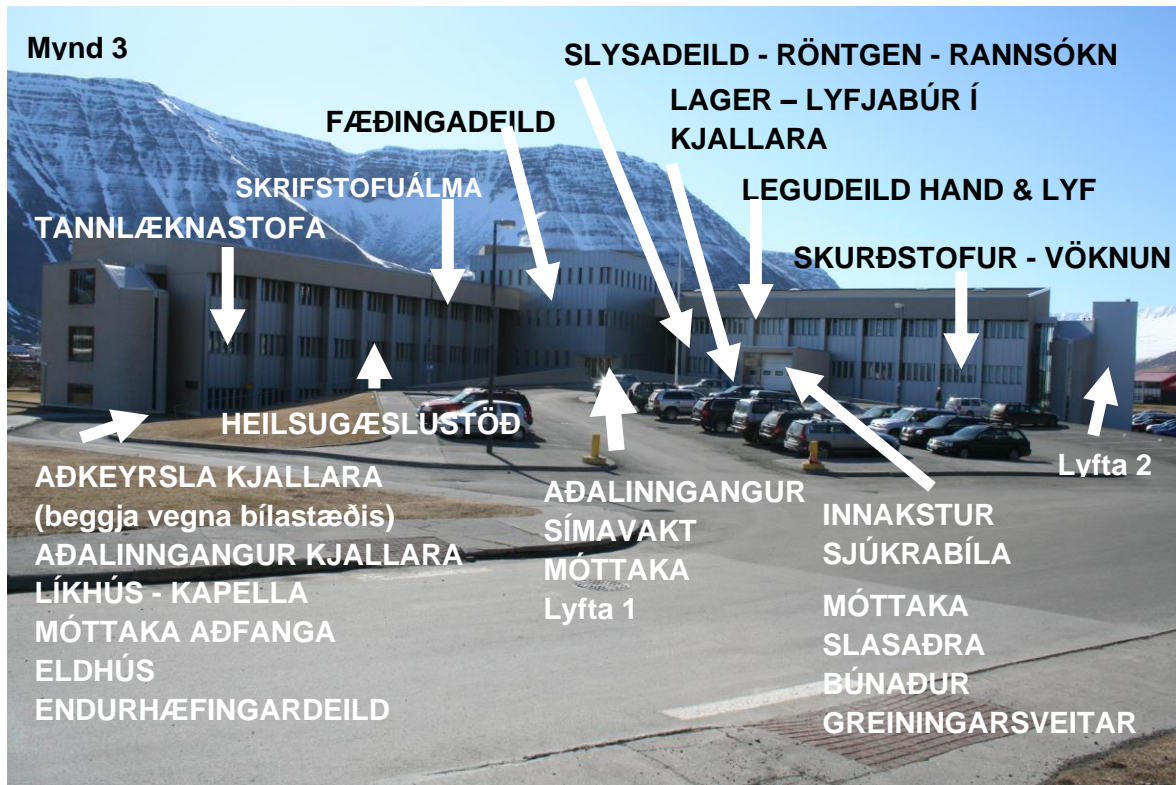 Mynd 3
SLYSADEILD - RÖNTGEN - RANNSÓKN
LAGER – LYFJABÚR Í
KJALLARA
FÆÐINGADEILD
SKRIFSTOFUÁLMA
LEGUDEILD HAND & LYF
TANNLÆKNASTOFA
SKURÐSTOFUR - VÖKNUN
HEILSUGÆSLUSTÖÐ
AÐKEYRSLA KJALLARA
(beggja vegna bílastæðis)
AÐALINNGANGUR KJALLARA
LÍKHÚS - KAPELLA
MÓTTAKA AÐFANGA
ELDHÚS
ENDURHÆFINGARDEILD
AÐALINNGANGUR
SÍMAVAKT
MÓTTAKA
Lyfta 1
INNAKSTUR
SJÚKRABÍLA
MÓTTAKA
SLASAÐRA
BÚNAÐUR
GREININGARSVEITAR
Lyfta 2